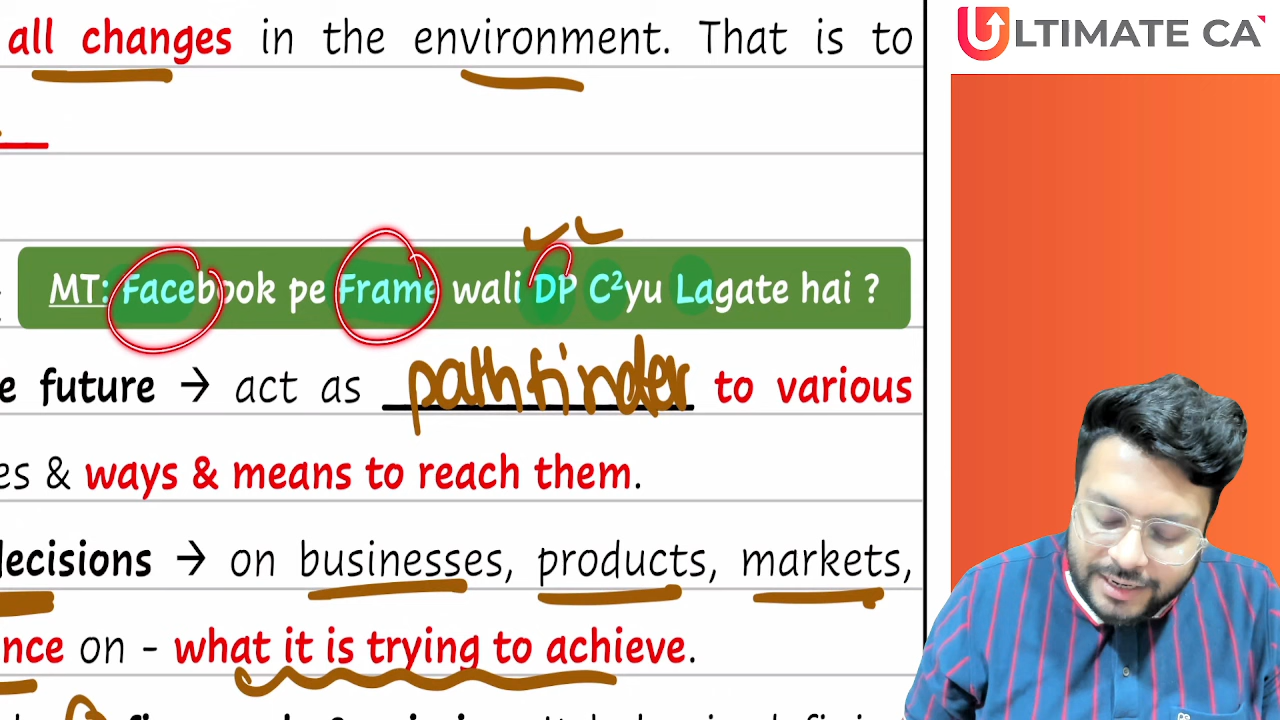 all changes in the environment. That is to
ULTIMATE CA
MT: Facebook pe Frame wali DP C²yu Lagate hai ?
e future → act as pathfinder to various
es & ways & means to reach them.
decisions → on businesses, products, markets,
nce on - what it is trying to achieve.